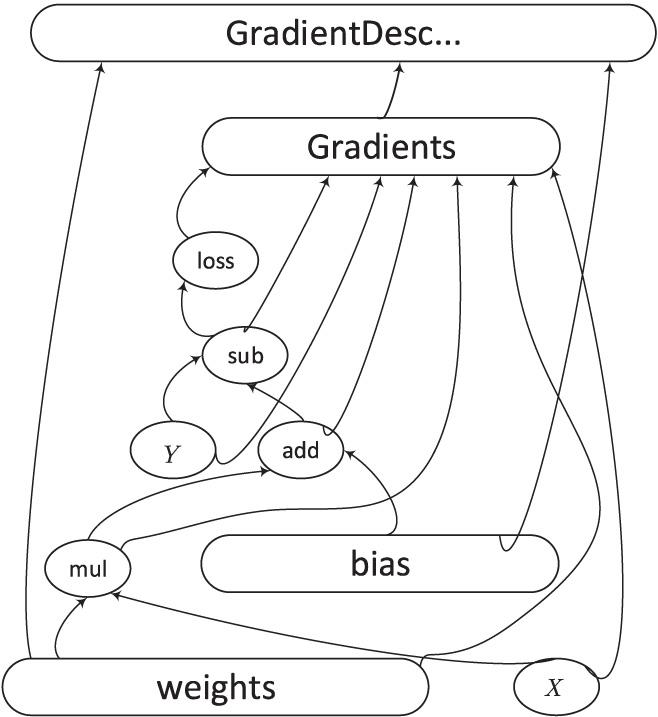 GradientDesc...
Gradients
loss
sub
Y
add
mul
bias
weights
X